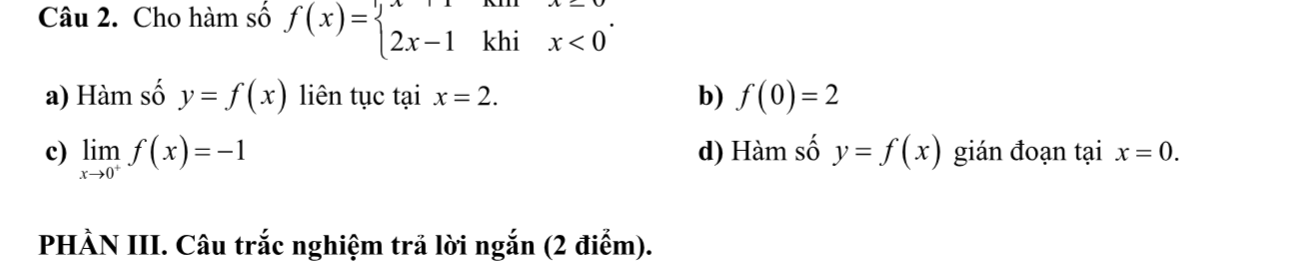 Câu 2. Cho hàm số f(x) = {
2x − 1 khi x < 0 .
a) Hàm số y = f(x) liên tục tại x = 2.
b) f(0) = 2
c) lim x→0⁺ f(x) = −1
d) Hàm số y = f(x) gián đoạn tại x = 0.
PHẦN III. Câu trắc nghiệm trả lời ngắn (2 điểm).